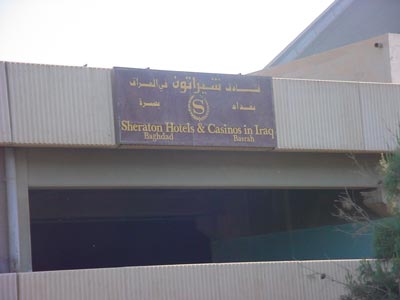 فنادق شيراتون في العراق
بغداد بصرة
S
Sheraton Hotels & Casinos in Iraq
Baghdad Basrah